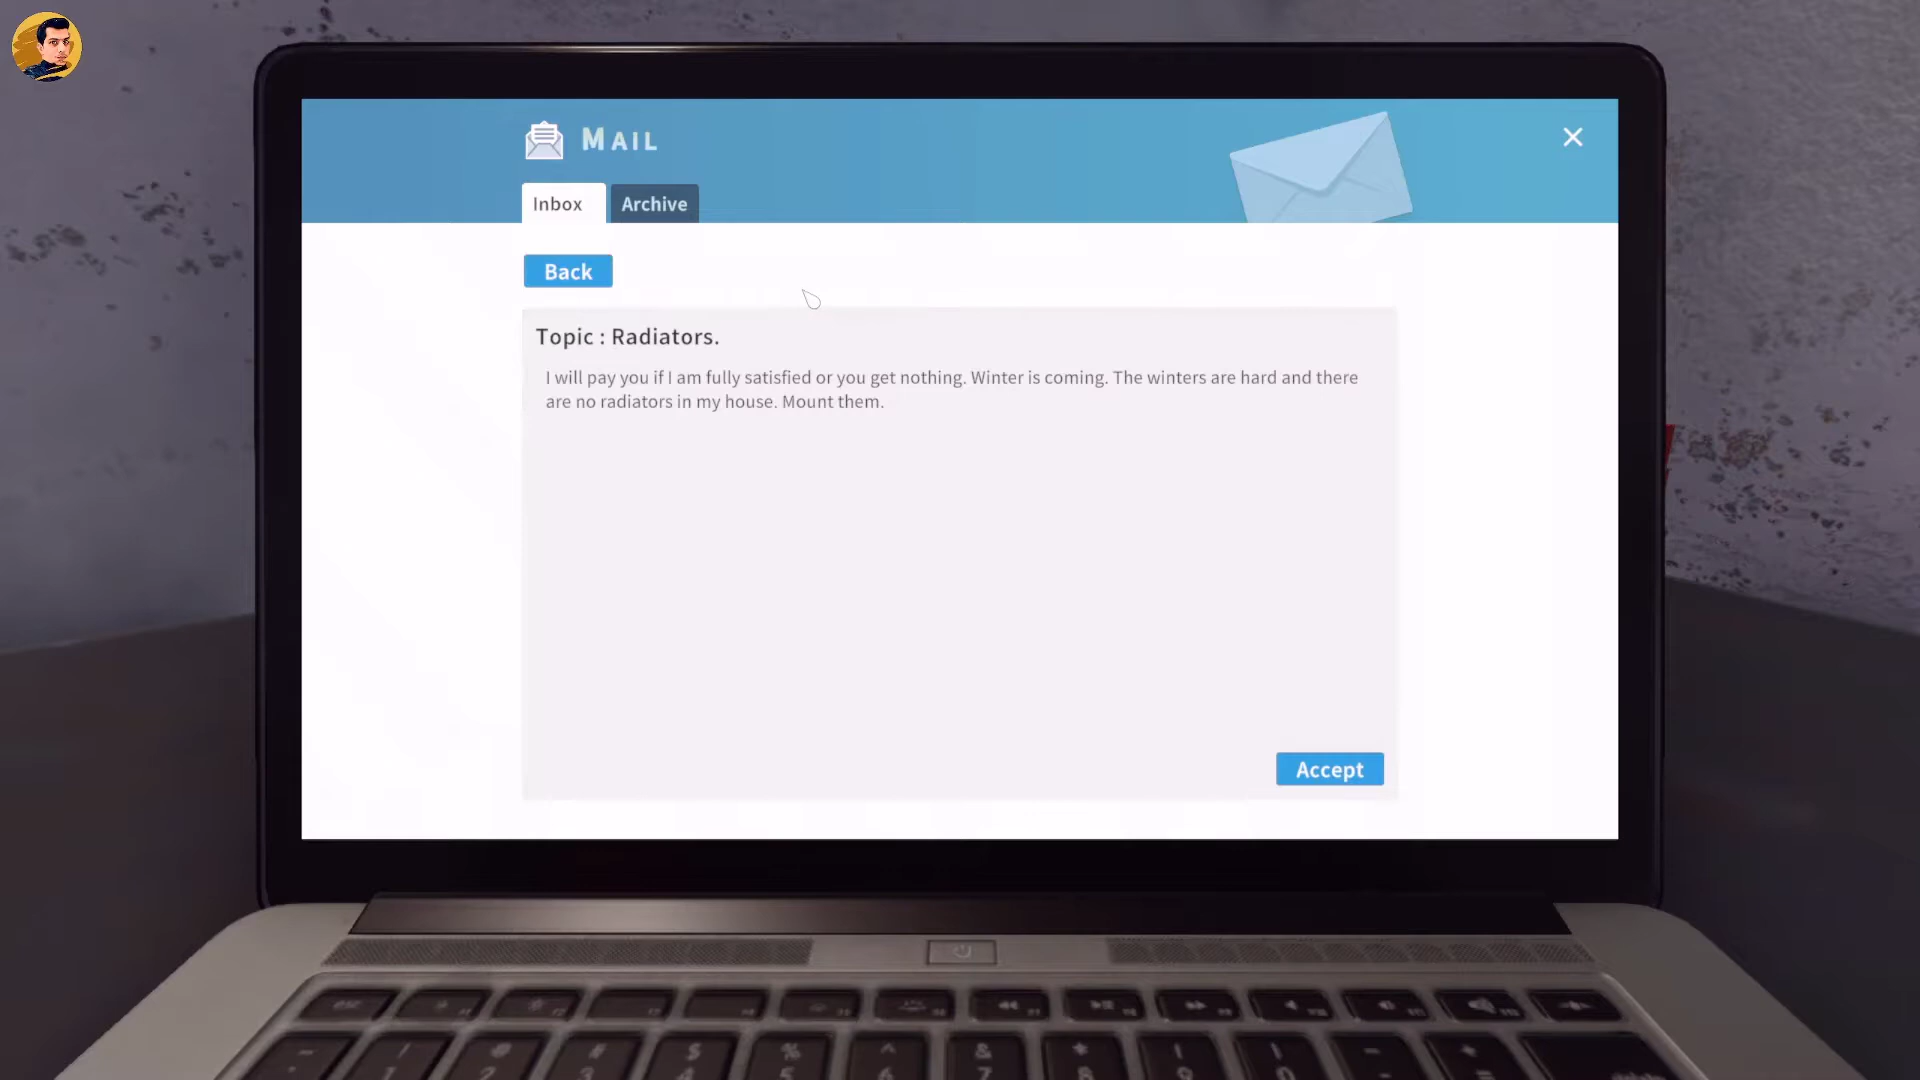 MAIL
Inbox
Archive
Back
Topic : Radiators.
I will pay you if I am fully satisfied or you get nothing. Winter is coming. The winters are hard and there
are no radiators in my house. Mount them.
Accept